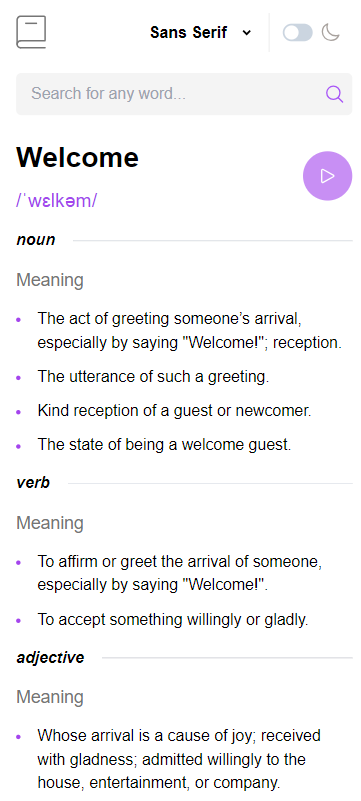 Sans Serif
Search for any word...
Welcome
/ˈwɛlkəm/
noun
Meaning
The act of greeting someone’s arrival,
especially by saying "Welcome!"; reception.
The utterance of such a greeting.
Kind reception of a guest or newcomer.
The state of being a welcome guest.
verb
Meaning
To affirm or greet the arrival of someone,
especially by saying "Welcome!".
To accept something willingly or gladly.
adjective
Meaning
Whose arrival is a cause of joy; received
with gladness; admitted willingly to the
house, entertainment, or company.